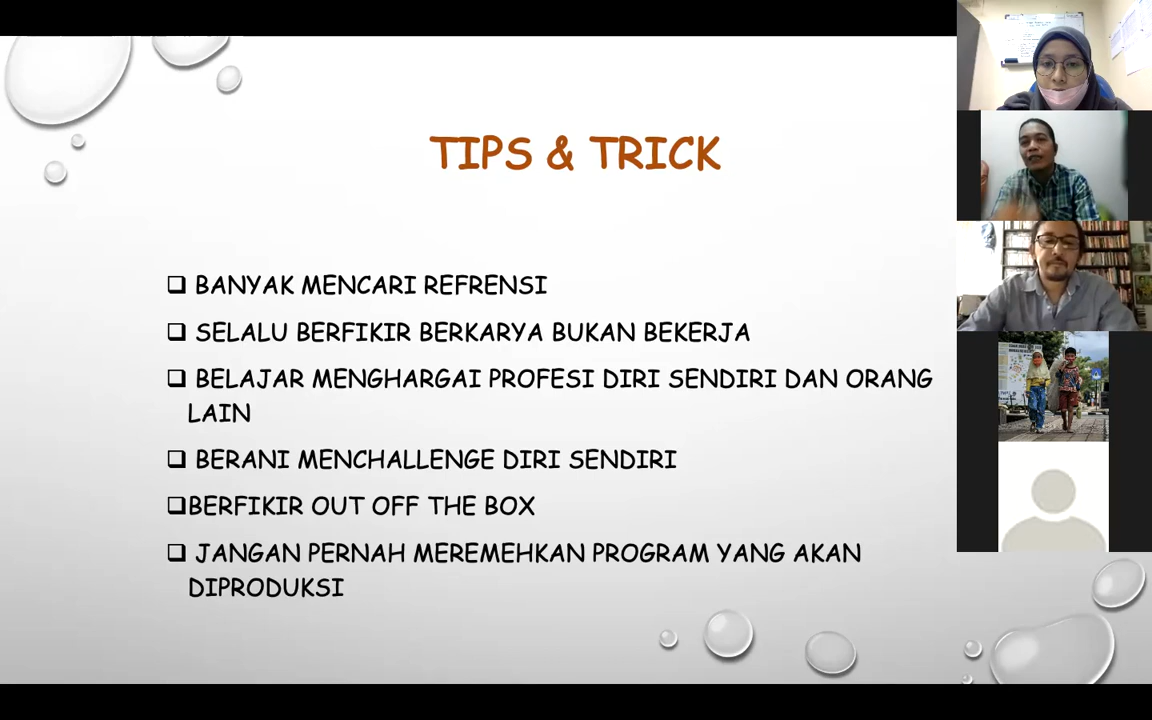 TIPS & TRICK
BANYAK MENCARI REFRENSI
SELALU BERFIKIR BERKARYA BUKAN BEKERJA
BELAJAR MENGHARGAI PROFESI DIRI SENDIRI DAN ORANG
LAIN
BERANI MENCHALLENGE DIRI SENDIRI
BERFIKIR OUT OFF THE BOX
JANGAN PERNAH MEREMEHKAN PROGRAM YANG AKAN
DIPRODUKSI